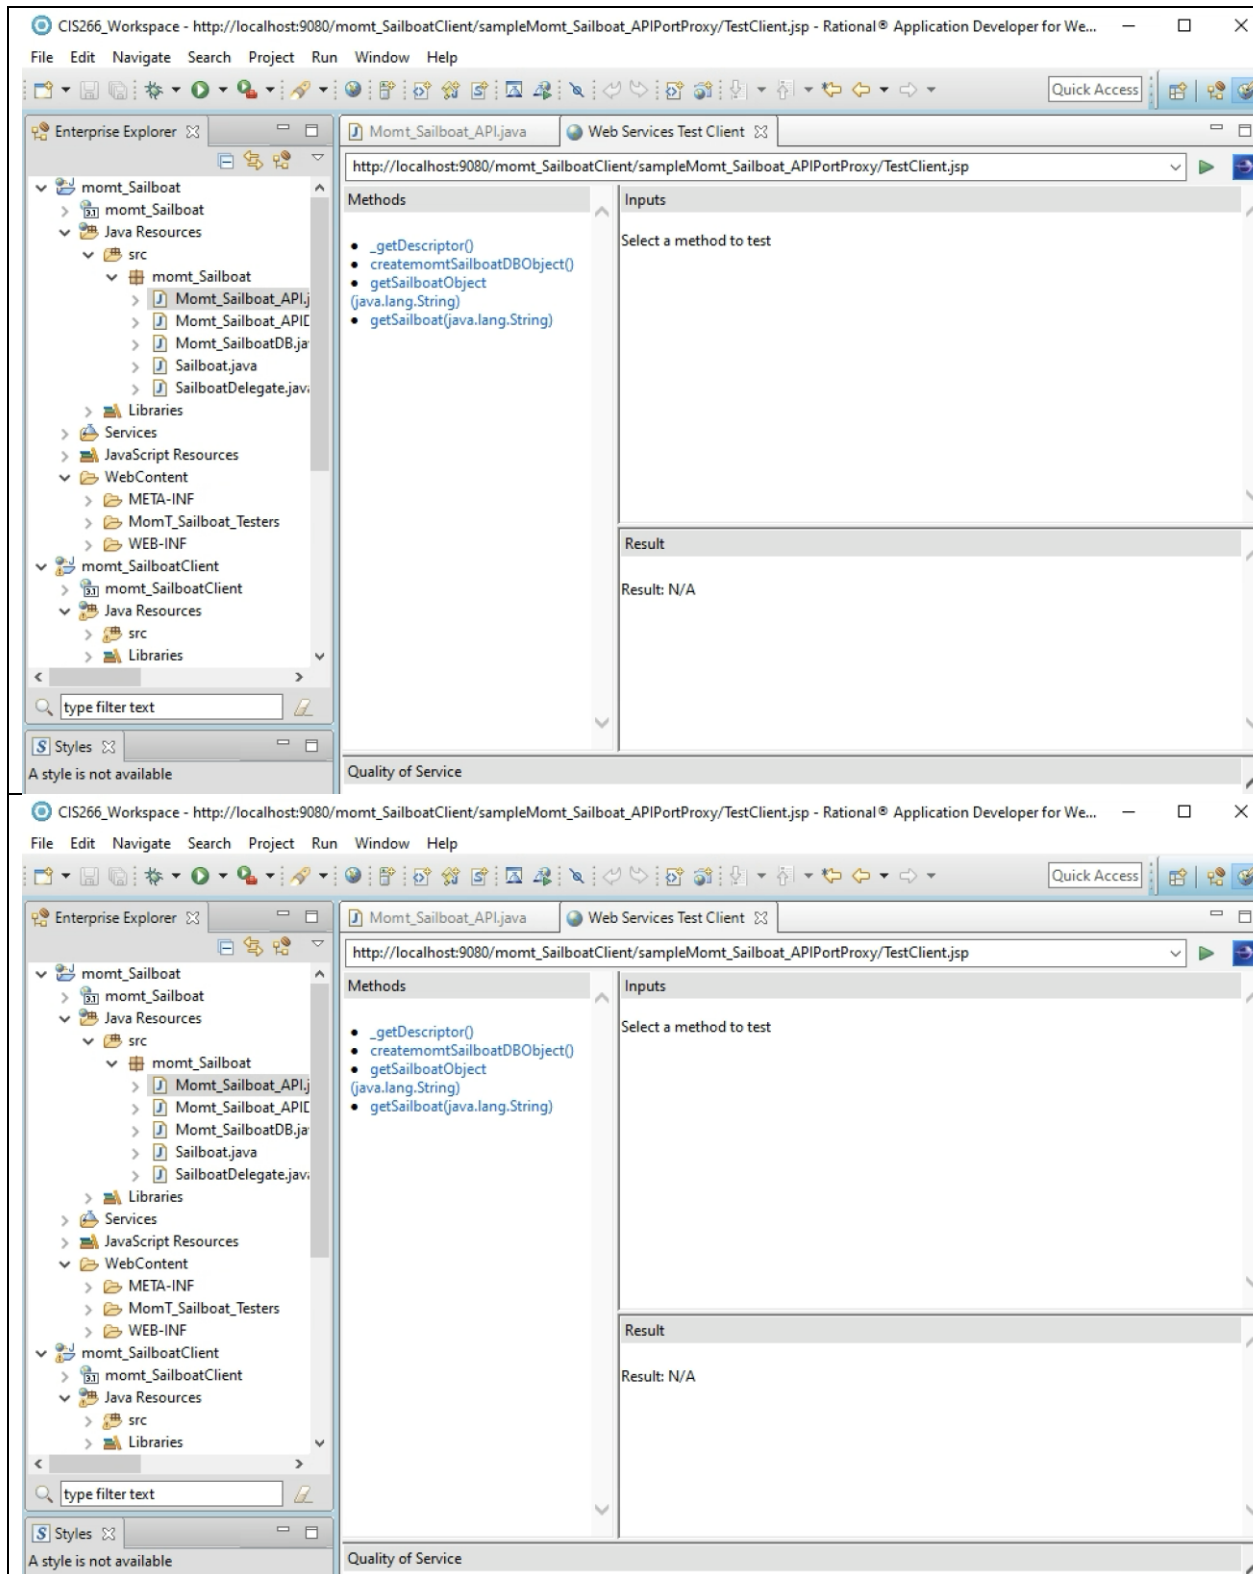 CIS266_Workspace - http://localhost:9080/momt_SailboatClient/sampleMomt_Sailboat_APIPortProxy/TestClient.jsp - Rational® Application Developer for We...
File Edit Navigate Search Project Run Window Help
Quick Access
Enterprise Explorer
momt_Sailboat
momt_Sailboat
Java Resources
src
momt_Sailboat
Momt_Sailboat_API.j
Momt_Sailboat_APID
Momt_SailboatDB.ja
Sailboat.java
SailboatDelegate.java
Libraries
Services
JavaScript Resources
WebContent
META-INF
MomT_Sailboat_Testers
WEB-INF
momt_SailboatClient
momt_SailboatClient
Java Resources
src
Libraries
type filter text
Styles
A style is not available
Momt_Sailboat_API.java Web Services Test Client
http://localhost:9080/momt_SailboatClient/sampleMomt_Sailboat_APIPortProxy/TestClient.jsp
Methods
• _getDescriptor()
• createmomtSailboatDBObject()
• getSailboatObject
(java.lang.String)
• getSailboat(java.lang.String)
Inputs
Select a method to test
Result
Result: N/A
Quality of Service
CIS266_Workspace - http://localhost:9080/momt_SailboatClient/sampleMomt_Sailboat_APIPortProxy/TestClient.jsp - Rational® Application Developer for We...
File Edit Navigate Search Project Run Window Help
Quick Access
Enterprise Explorer
momt_Sailboat
momt_Sailboat
Java Resources
src
momt_Sailboat
Momt_Sailboat_API.j
Momt_Sailboat_APID
Momt_SailboatDB.ja
Sailboat.java
SailboatDelegate.java
Libraries
Services
JavaScript Resources
WebContent
META-INF
MomT_Sailboat_Testers
WEB-INF
momt_SailboatClient
momt_SailboatClient
Java Resources
src
Libraries
type filter text
Styles
A style is not available
Momt_Sailboat_API.java Web Services Test Client
http://localhost:9080/momt_SailboatClient/sampleMomt_Sailboat_APIPortProxy/TestClient.jsp
Methods
• _getDescriptor()
• createmomtSailboatDBObject()
• getSailboatObject
(java.lang.String)
• getSailboat(java.lang.String)
Inputs
Select a method to test
Result
Result: N/A
Quality of Service